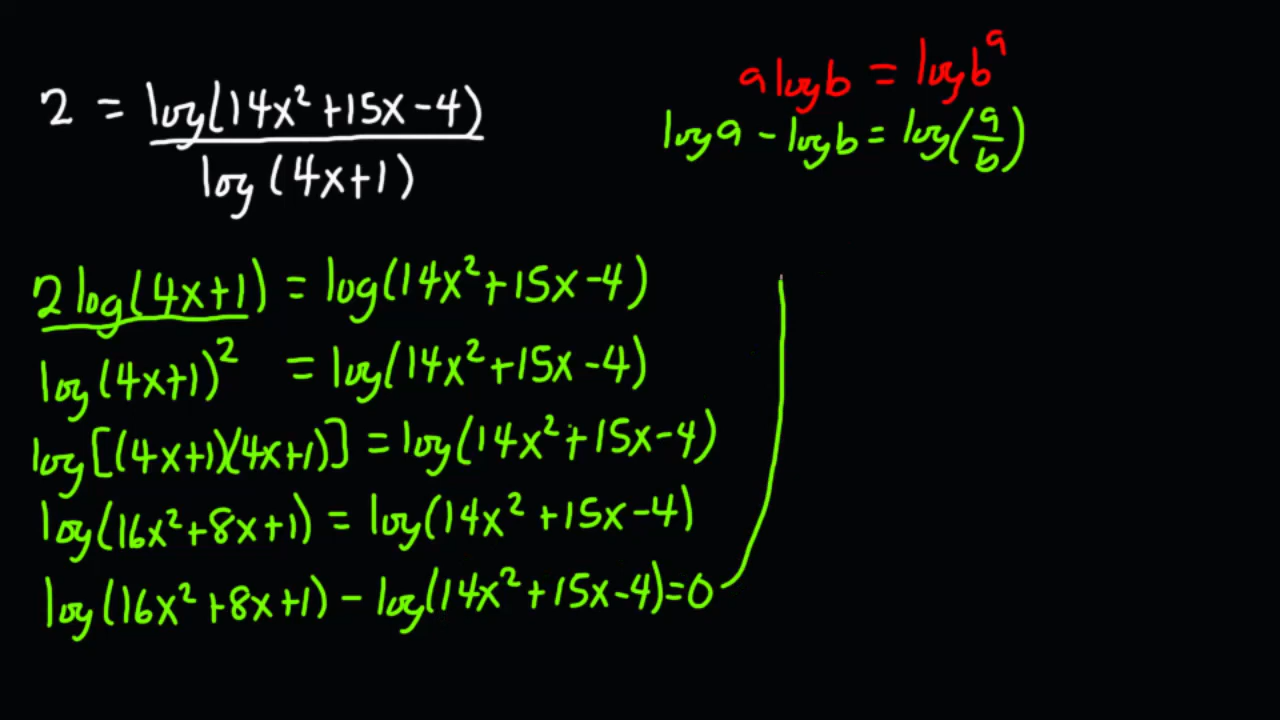 2 = log(14x² + 15x - 4) / log(4x+1)
a log b = log b^a
log a - log b = log(a/b)
2 log(4x+1) = log(14x² + 15x - 4)
log(4x+1)² = log(14x² + 15x - 4)
log[(4x+1)(4x+1)] = log(14x² + 15x - 4)
log(16x² + 8x + 1) = log(14x² + 15x - 4)
log(16x² + 8x + 1) - log(14x² + 15x - 4) = 0